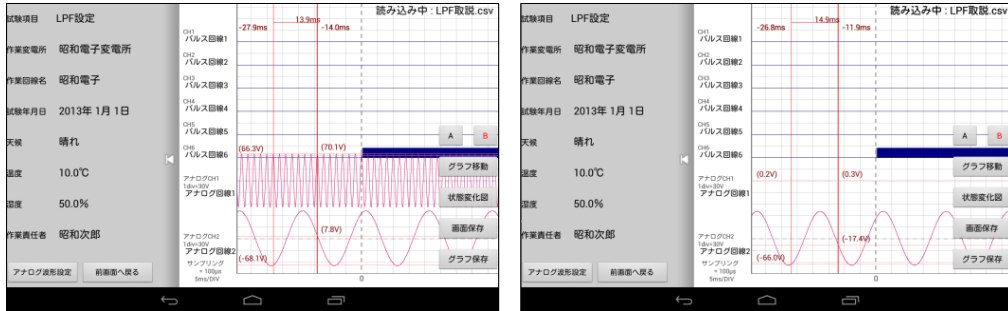 読み込み中 : LPF取説.csv
試験項目 LPF設定
作業変電所 昭和電子変電所
作業回線名 昭和電子
試験年月日 2013年 1月 1日
天候 晴れ
温度 10.0℃
湿度 50.0%
作業責任者 昭和次郎
アナログ波形設定 前画面へ戻る
13.9ms
-27.9ms -14.0ms
CH1
パルス回線1
CH2
パルス回線2
CH3
パルス回線3
CH4
パルス回線4
CH5
パルス回線5
CH6
パルス回線6
(66.3V) (70.1V)
アナログCH1
1div=30V
アナログ回線1
(7.8V)
アナログCH2
1div=30V
アナログ回線2
(-68.1V)
サンプリング
= 100μs
5ms/DIV
0
A B
グラフ移動
状態変化図
画面保存
グラフ保存
読み込み中 : LPF取説.csv
試験項目 LPF設定
作業変電所 昭和電子変電所
作業回線名 昭和電子
試験年月日 2013年 1月 1日
天候 晴れ
温度 10.0℃
湿度 50.0%
作業責任者 昭和次郎
アナログ波形設定 前画面へ戻る
14.9ms
-26.8ms -11.9ms
CH1
パルス回線1
CH2
パルス回線2
CH3
パルス回線3
CH4
パルス回線4
CH5
パルス回線5
CH6
パルス回線6
(0.2V) (0.3V)
アナログCH1
1div=30V
アナログ回線1
(-17.4V)
アナログCH2
1div=30V
アナログ回線2
(-66.0V)
サンプリング
= 100μs
5ms/DIV
0
A B
グラフ移動
状態変化図
画面保存
グラフ保存